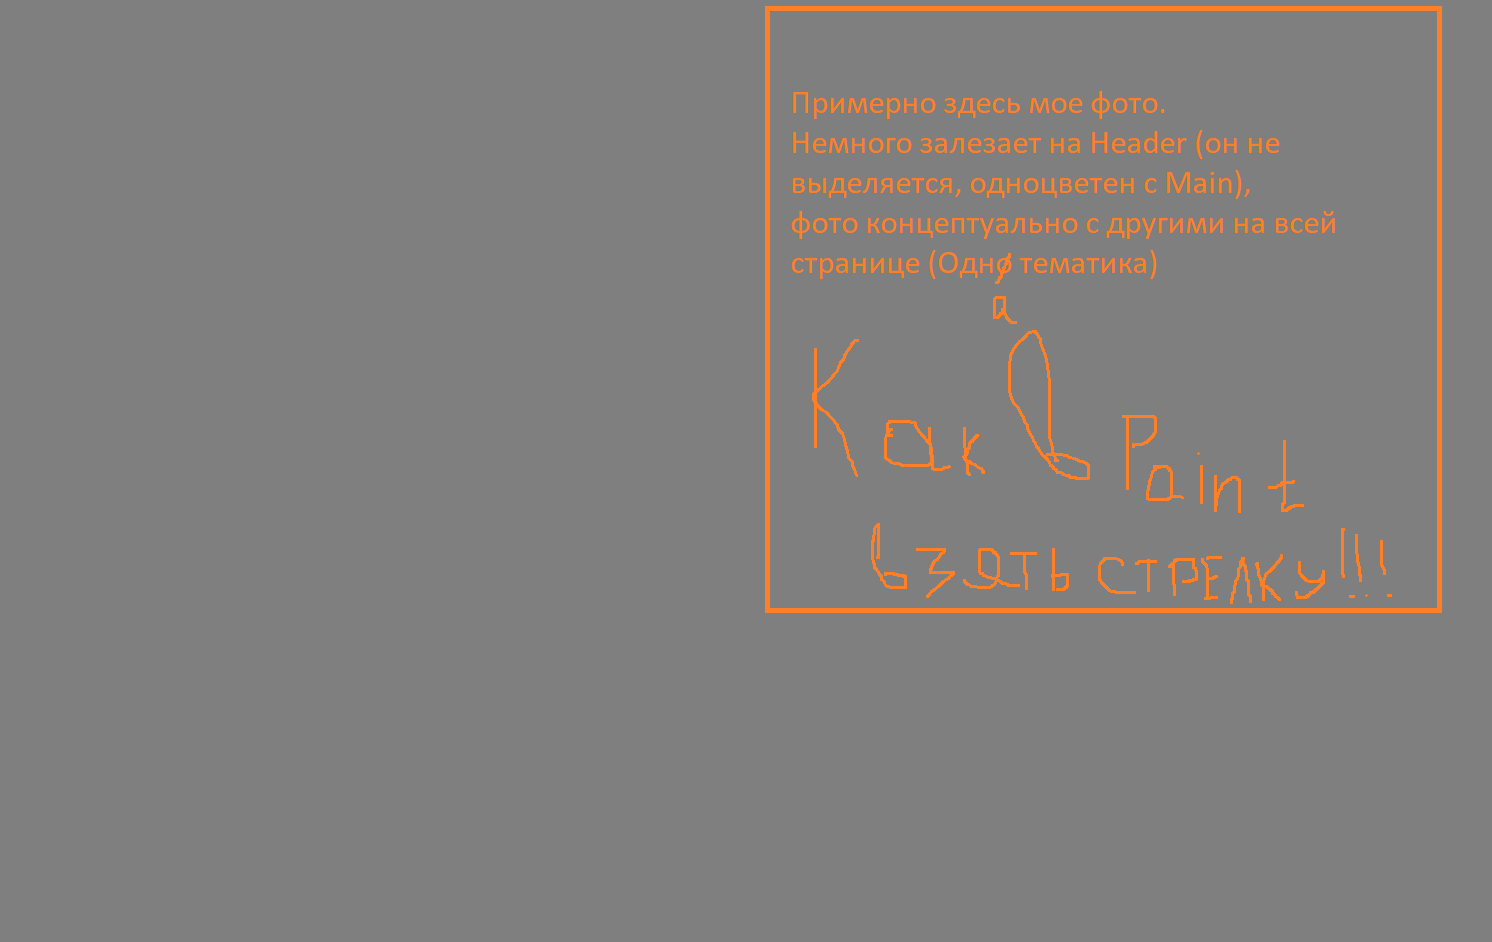 Примерно здесь мое фото.
Немного залезает на Header (он не
выделяется, одноцветен с Main),
фото концептуально с другими на всей
странице (Одно тематика)
а
Как в Paint
взять стрелку!!!